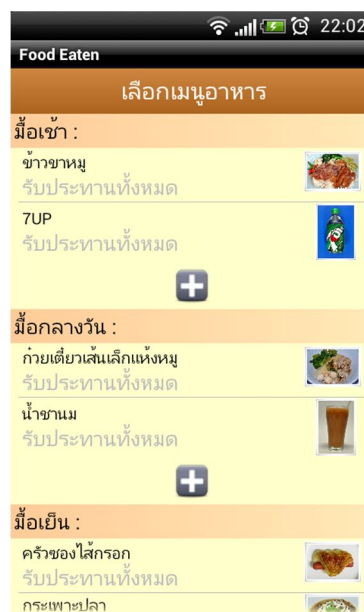 22:02
Food Eaten
เลือกเมนูอาหาร
มื้อเช้า :
ข้าวขาหมู
รับประทานทั้งหมด
7UP
รับประทานทั้งหมด
มื้อกลางวัน :
ก๋วยเตี่ยวเส้นเล็กแห้งหมู
รับประทานทั้งหมด
น้ำชานม
รับประทานทั้งหมด
มื้อเย็น :
ครัวซองไส้กรอก
รับประทานทั้งหมด
กระเพาะปลา